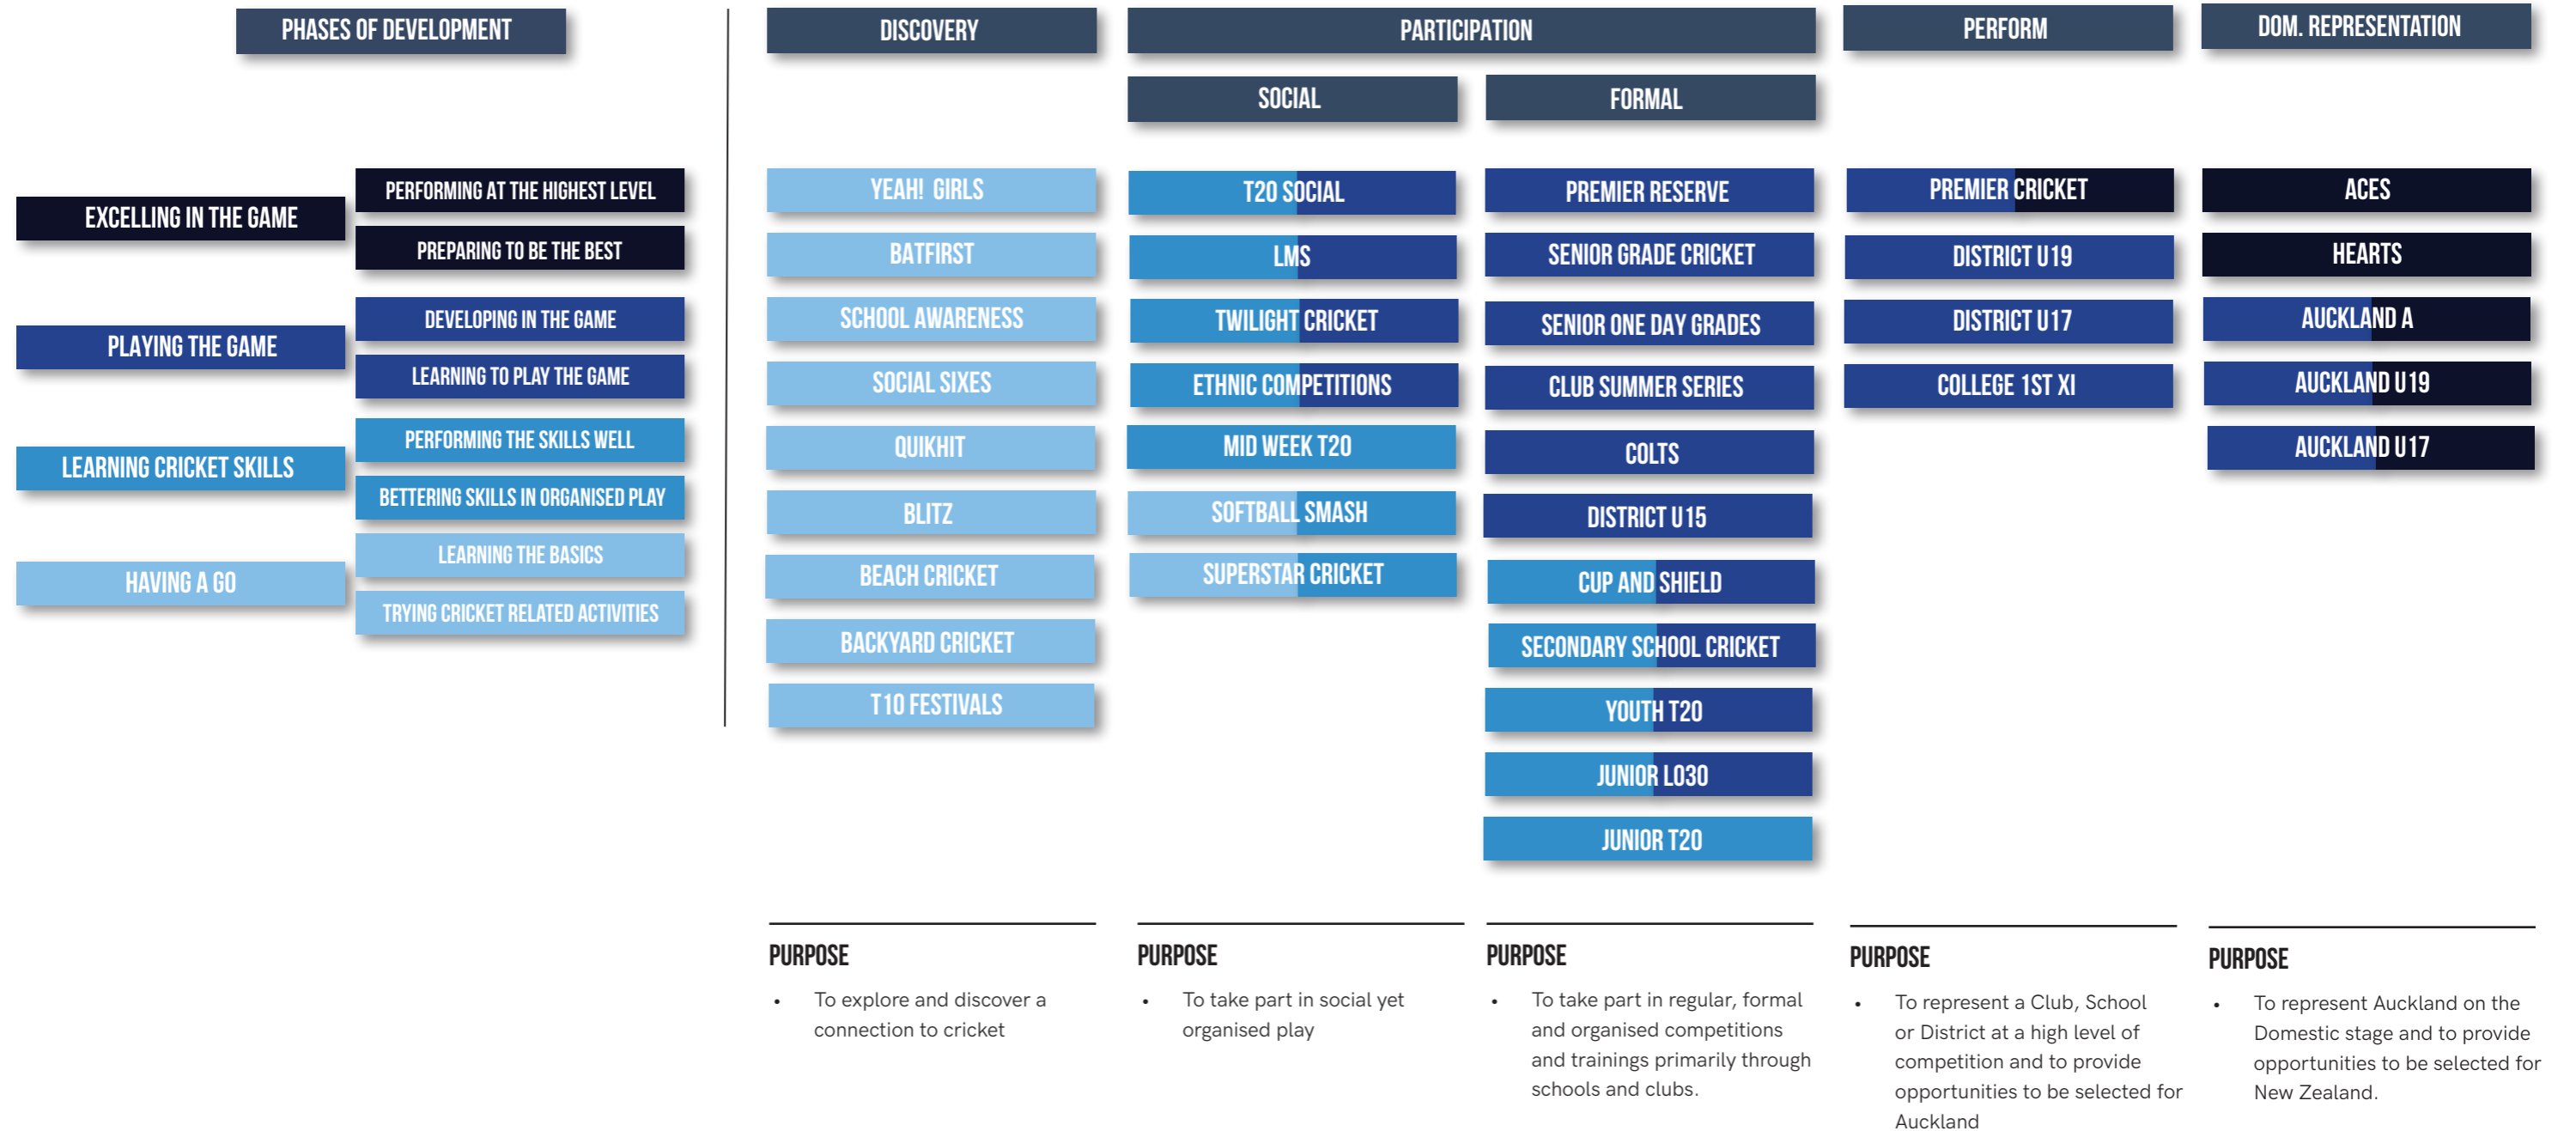 PHASES OF DEVELOPMENT
EXCELLING IN THE GAME
PERFORMING AT THE HIGHEST LEVEL
PREPARING TO BE THE BEST
PLAYING THE GAME
DEVELOPING IN THE GAME
LEARNING TO PLAY THE GAME
LEARNING CRICKET SKILLS
PERFORMING THE SKILLS WELL
BETTERING SKILLS IN ORGANISED PLAY
HAVING A GO
LEARNING THE BASICS
TRYING CRICKET RELATED ACTIVITIES
DISCOVERY
YEAH! GIRLS
BATFIRST
SCHOOL AWARENESS
SOCIAL SIXES
QUIKHIT
BLITZ
BEACH CRICKET
BACKYARD CRICKET
T10 FESTIVALS
PURPOSE
• To explore and discover a
connection to cricket
PARTICIPATION
SOCIAL
T20 SOCIAL
LMS
TWILIGHT CRICKET
ETHNIC COMPETITIONS
MID WEEK T20
SOFTBALL SMASH
SUPERSTAR CRICKET
PURPOSE
• To take part in social yet
organised play
FORMAL
PREMIER RESERVE
SENIOR GRADE CRICKET
SENIOR ONE DAY GRADES
CLUB SUMMER SERIES
COLTS
DISTRICT U15
CUP AND SHIELD
SECONDARY SCHOOL CRICKET
YOUTH T20
JUNIOR LO30
JUNIOR T20
PURPOSE
• To take part in regular, formal
and organised competitions
and trainings primarily through
schools and clubs.
PERFORM
PREMIER CRICKET
DISTRICT U19
DISTRICT U17
COLLEGE 1ST XI
PURPOSE
• To represent a Club, School
or District at a high level of
competition and to provide
opportunities to be selected for
Auckland
DOM. REPRESENTATION
ACES
HEARTS
AUCKLAND A
AUCKLAND U19
AUCKLAND U17
PURPOSE
• To represent Auckland on the
Domestic stage and to provide
opportunities to be selected for
New Zealand.